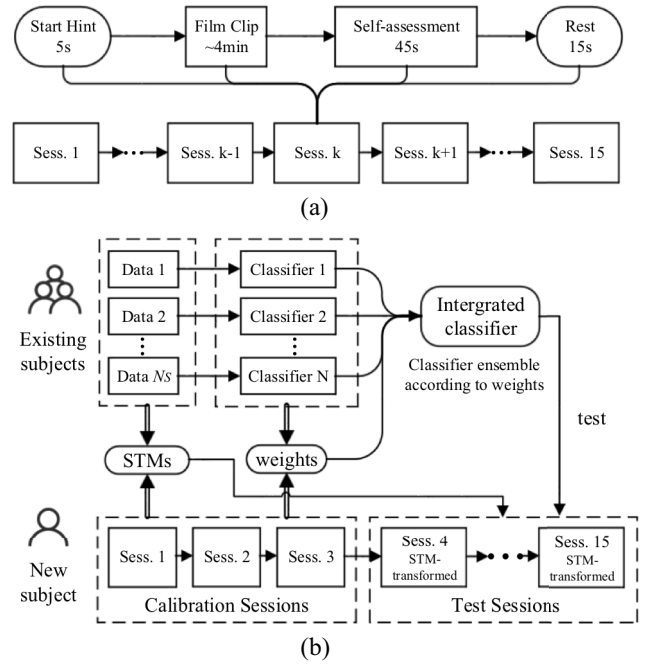 Start Hint
5s
Film Clip
~4min
Self-assessment
45s
Rest
15s
Sess. 1
Sess. k-1
Sess. k
Sess. k+1
Sess. 15
(a)
Existing
subjects
Data 1
Classifier 1
Data 2
Classifier 2
Data Ns
Classifier N
Intergrated
classifier
Classifier ensemble
according to weights
test
STMs
weights
New
subject
Sess. 1
Sess. 2
Sess. 3
Calibration Sessions
Sess. 4
STM-
transformed
Sess. 15
STM-
transformed
Test Sessions
(b)